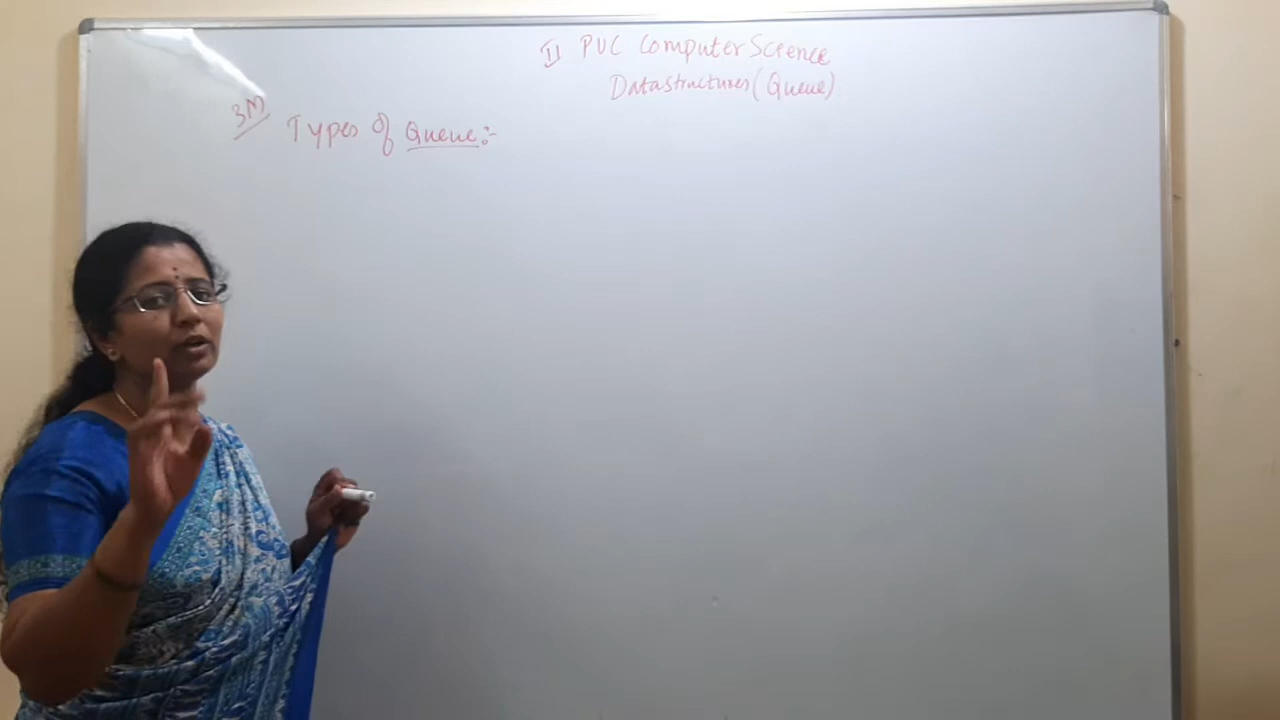 II PUC Computer Science
Datastructures (Queue)
3M
Types of Queue:-